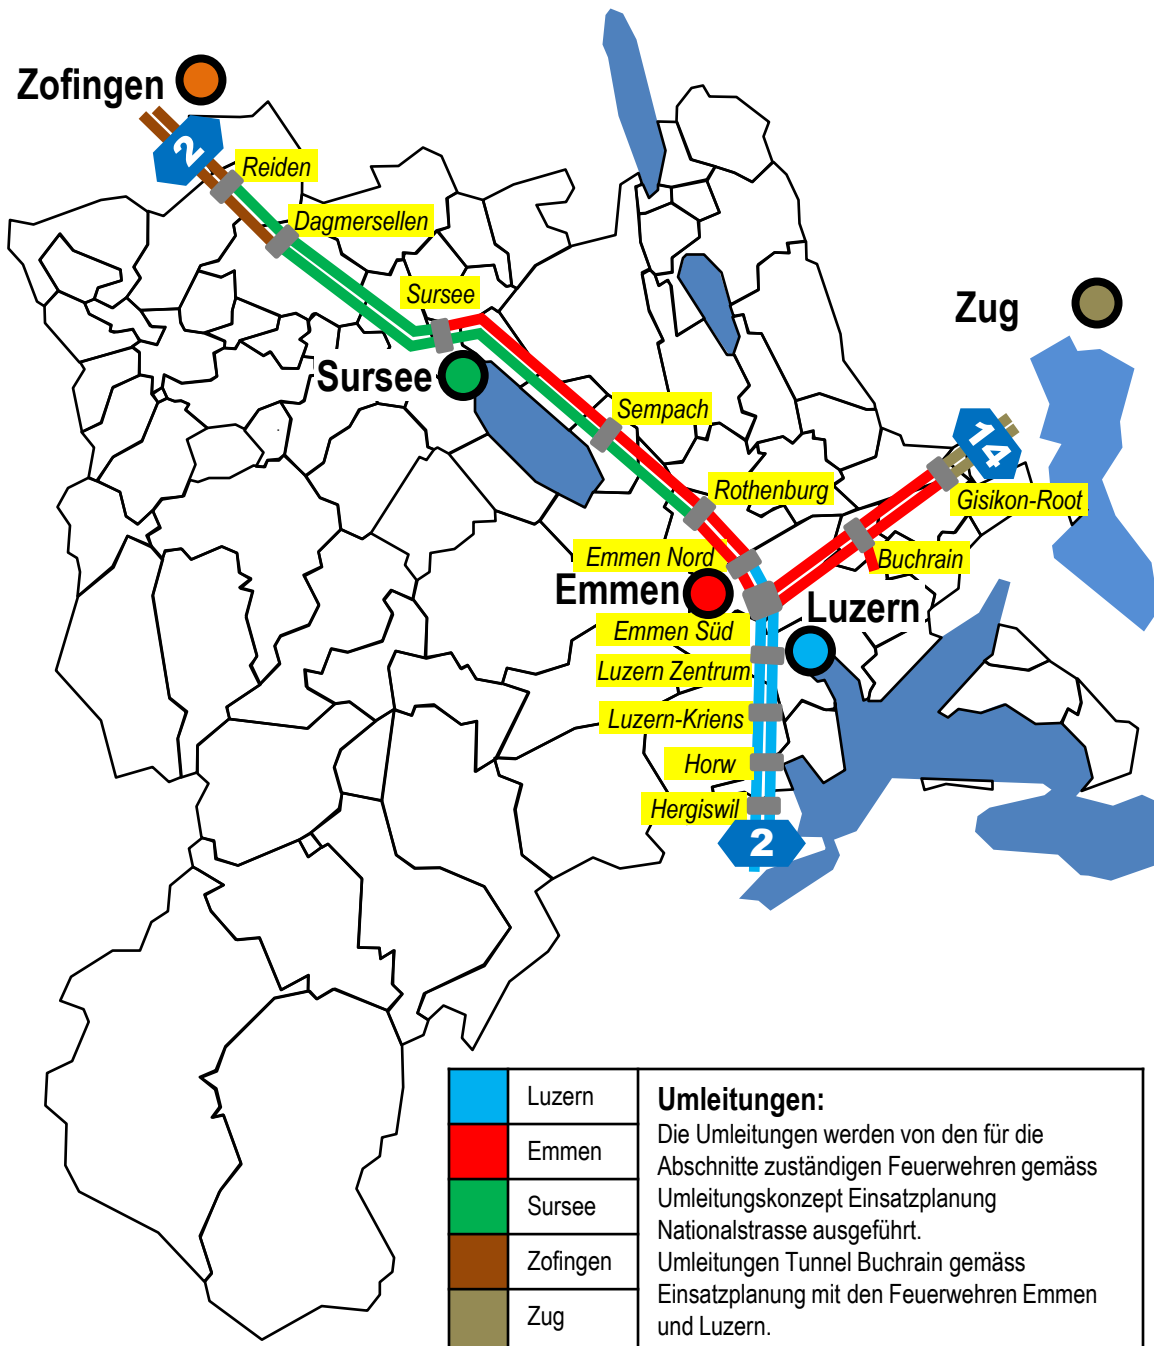 Zofingen
2
Reiden
Dagmersellen
Sursee
Zug
Sursee
Sempach
14
Rothenburg
Gisikon-Root
Emmen Nord
Buchrain
Emmen
Luzern
Emmen Süd
Luzern Zentrum
Luzern-Kriens
Horw
Hergiswil
2
Luzern
Emmen
Sursee
Zofingen
Zug
Umleitungen:
Die Umleitungen werden von den für die
Abschnitte zuständigen Feuerwehren gemäss
Umleitungskonzept Einsatzplanung
Nationalstrasse ausgeführt.
Umleitungen Tunnel Buchrain gemäss
Einsatzplanung mit den Feuerwehren Emmen
und Luzern.